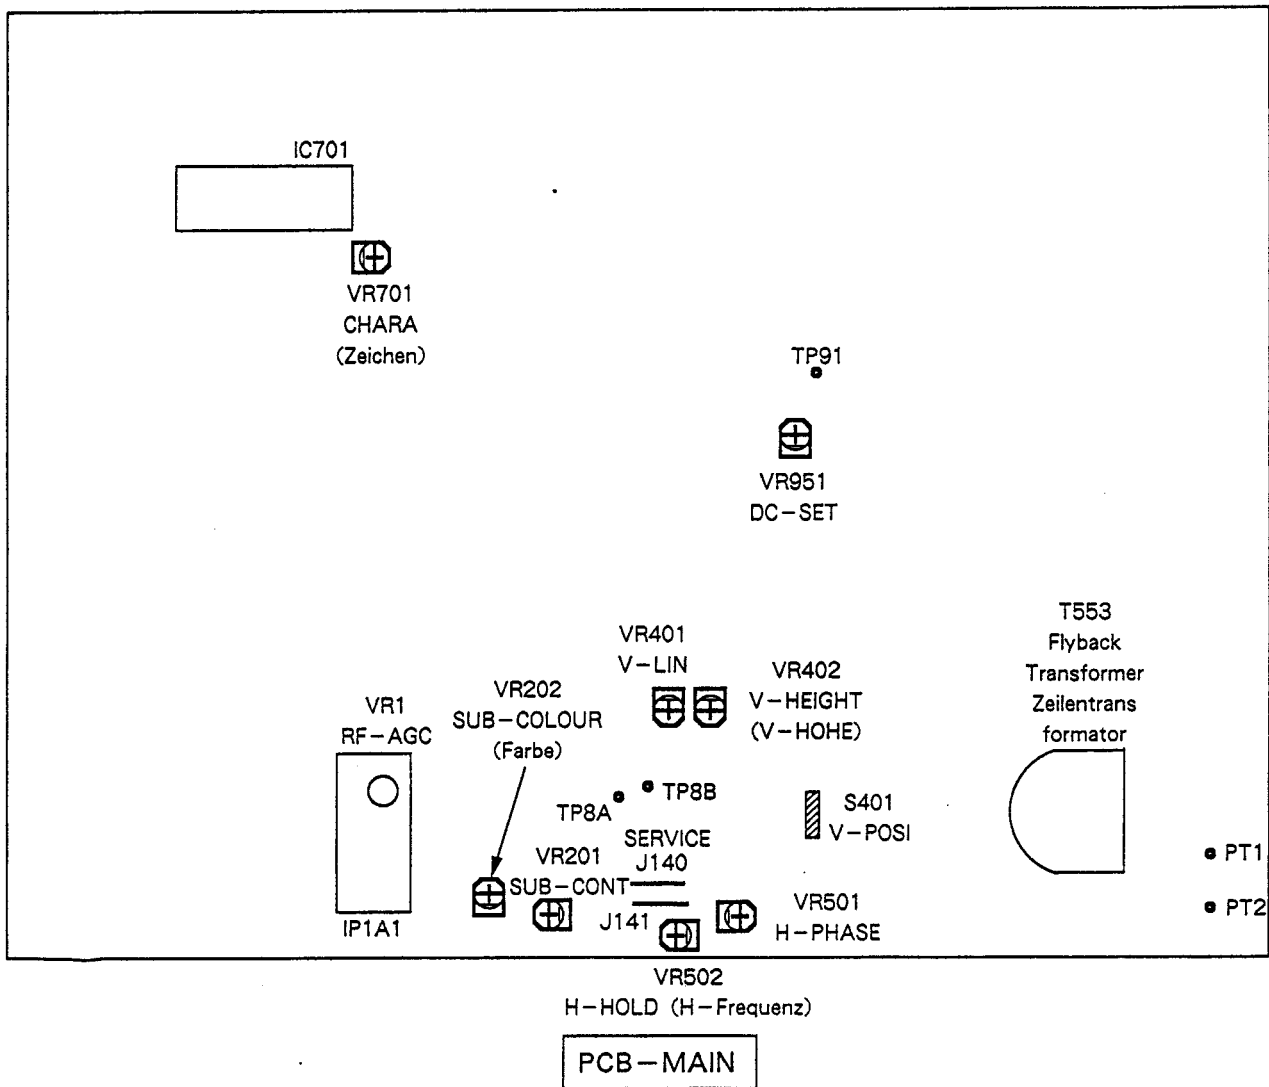 IC701
VR701
CHARA
(Zeichen)
TP91
VR951
DC-SET
T553
Flyback
Transformer
Zeilentrans
formator
VR401
V-LIN
VR402
V-HEIGHT
(V-HOHE)
VR202
SUB-COLOUR
(Farbe)
VR1
RF-AGC
TP8A
TP8B
S401
V-POSI
SERVICE
J140
VR201
SUB-CONT
J141
VR501
H-PHASE
PT1
PT2
IP1A1
VR502
H-HOLD (H-Frequenz)
PCB-MAIN